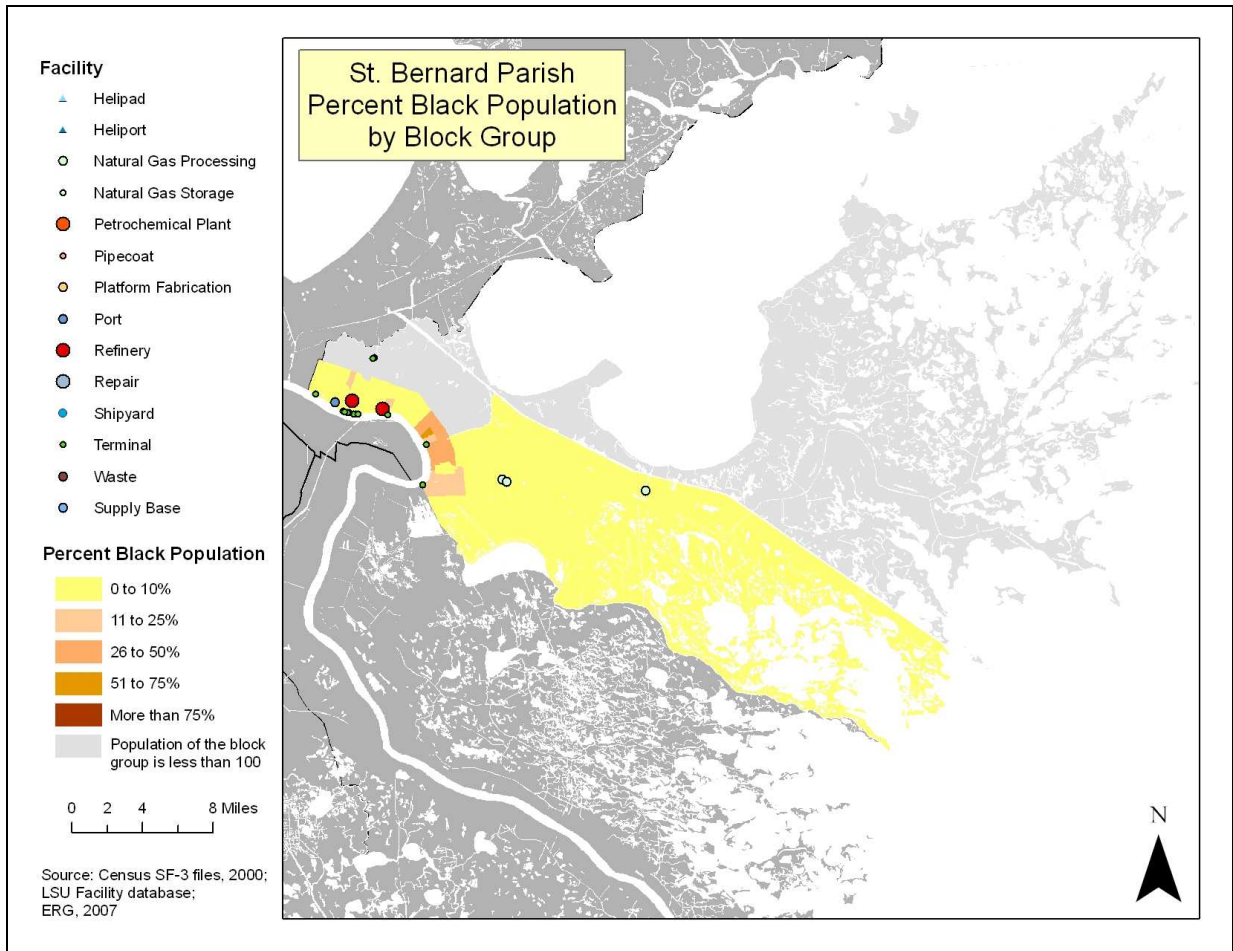 St. Bernard Parish
Percent Black Population
by Block Group
Facility
Helipad
Heliport
Natural Gas Processing
Natural Gas Storage
Petrochemical Plant
Pipecoat
Platform Fabrication
Port
Refinery
Repair
Shipyard
Terminal
Waste
Supply Base
Percent Black Population
0 to 10%
11 to 25%
26 to 50%
51 to 75%
More than 75%
Population of the block
group is less than 100
0 2 4 8 Miles
Source: Census SF-3 files, 2000;
LSU Facility database;
ERG, 2007
N